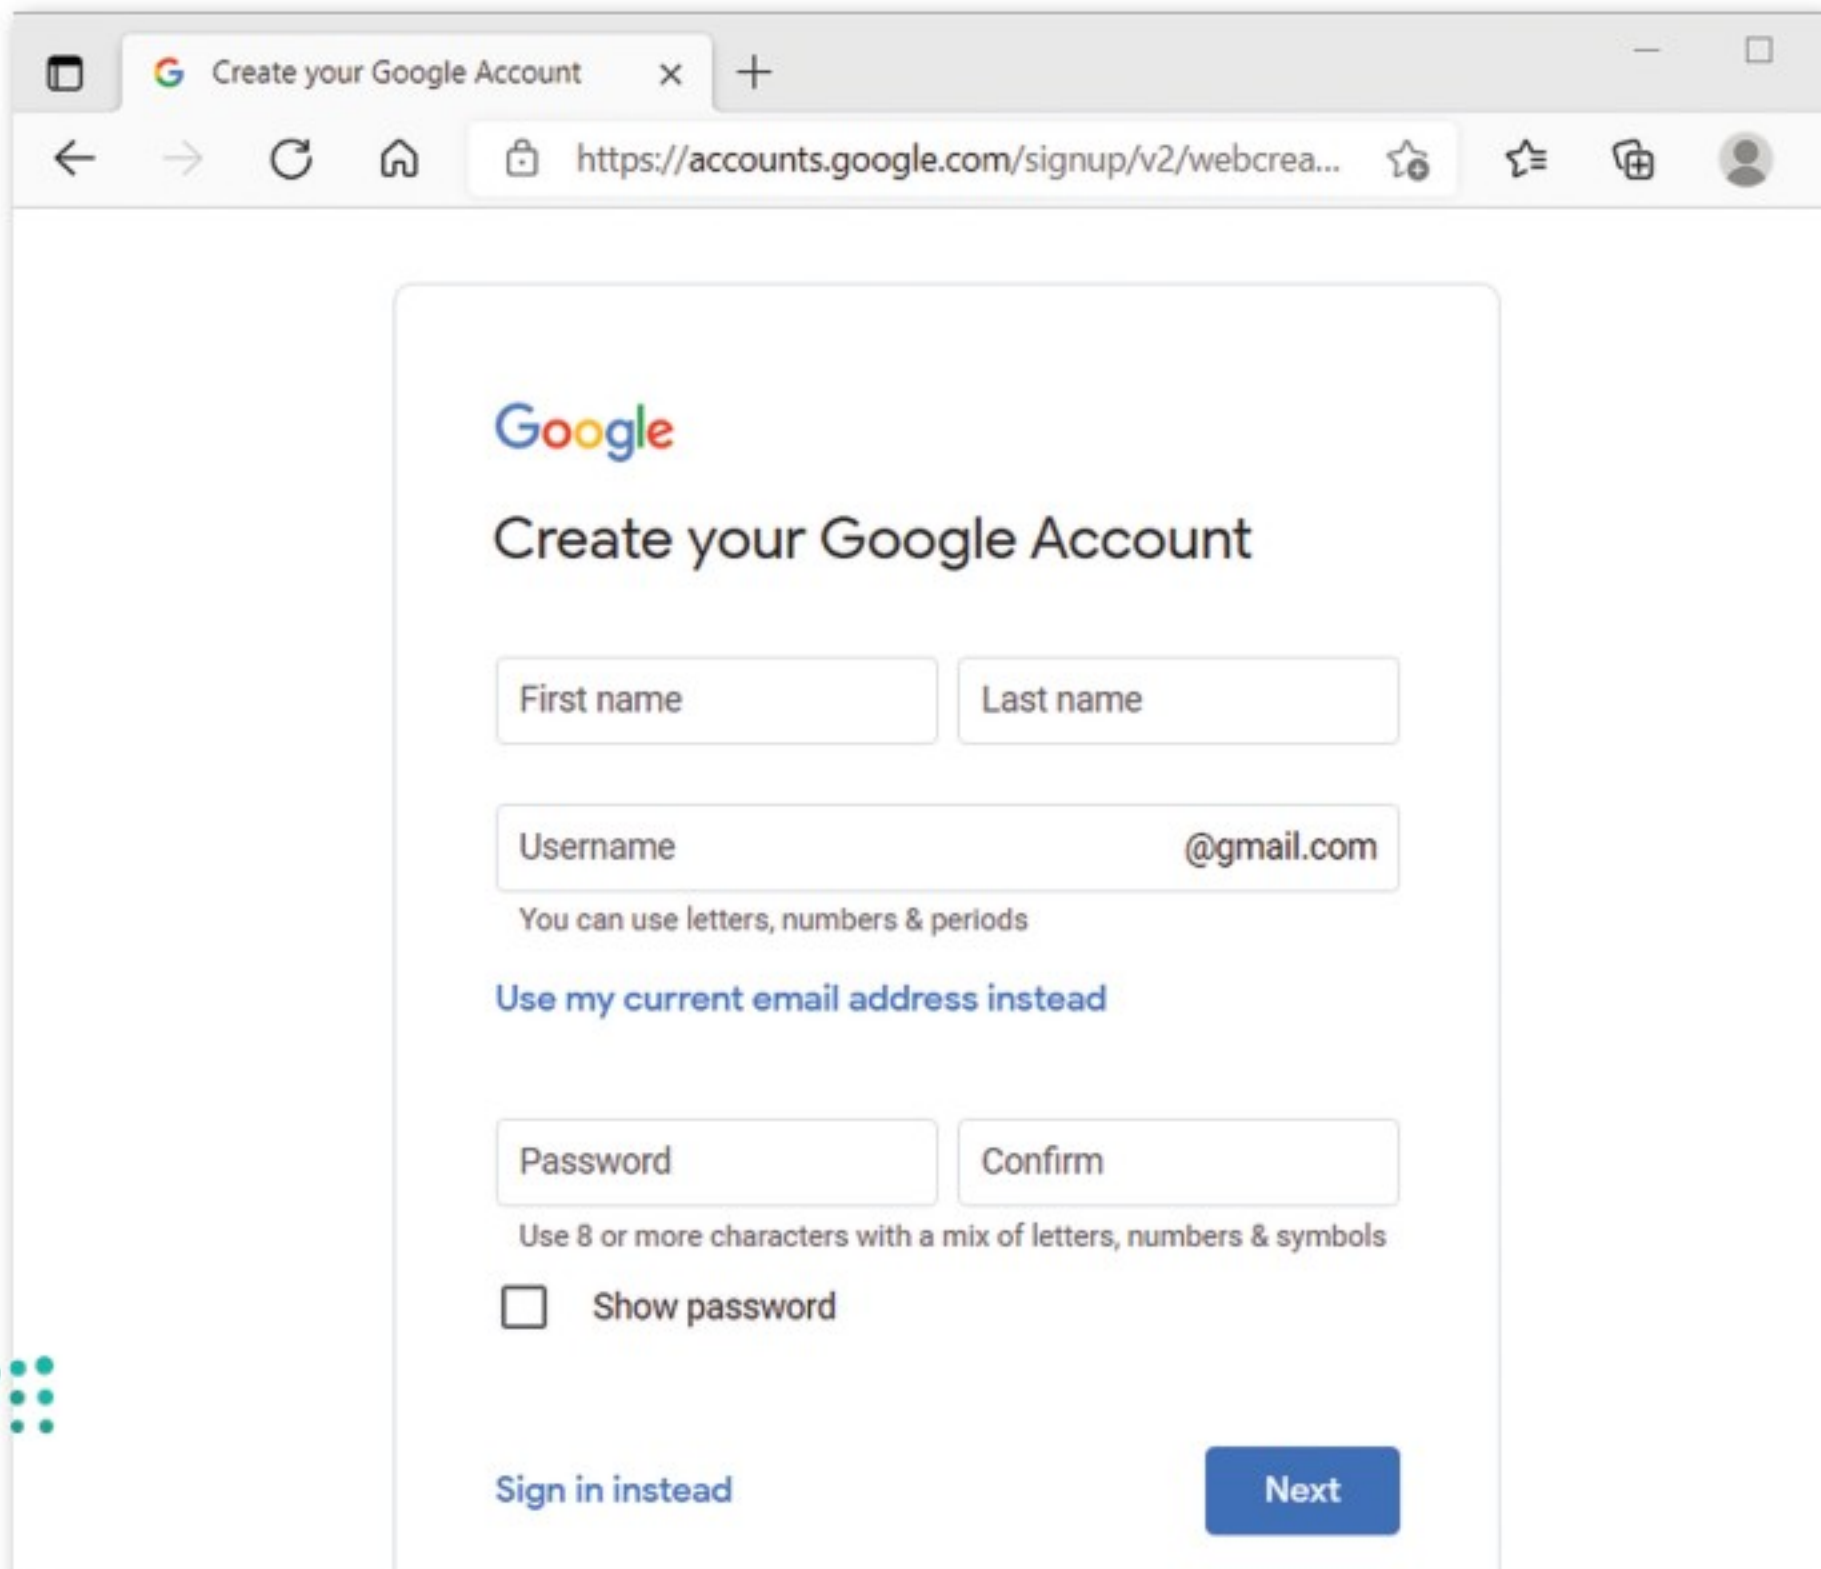 Create your Google Account
https://accounts.google.com/signup/v2/webcrea...
Google
Create your Google Account
First name Last name
Username @gmail.com
You can use letters, numbers & periods
Use my current email address instead
Password Confirm
Use 8 or more characters with a mix of letters, numbers & symbols
Show password
Sign in instead Next